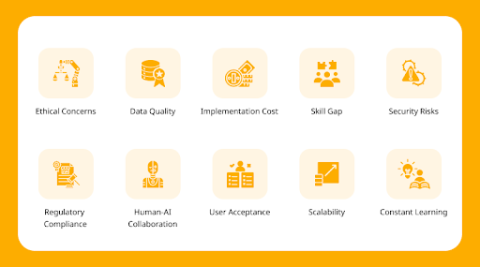 Ethical Concerns
Data Quality
Implementation Cost
Skill Gap
Security Risks
Regulatory
Compliance
Human-AI
Collaboration
User Acceptance
Scalability
Constant Learning